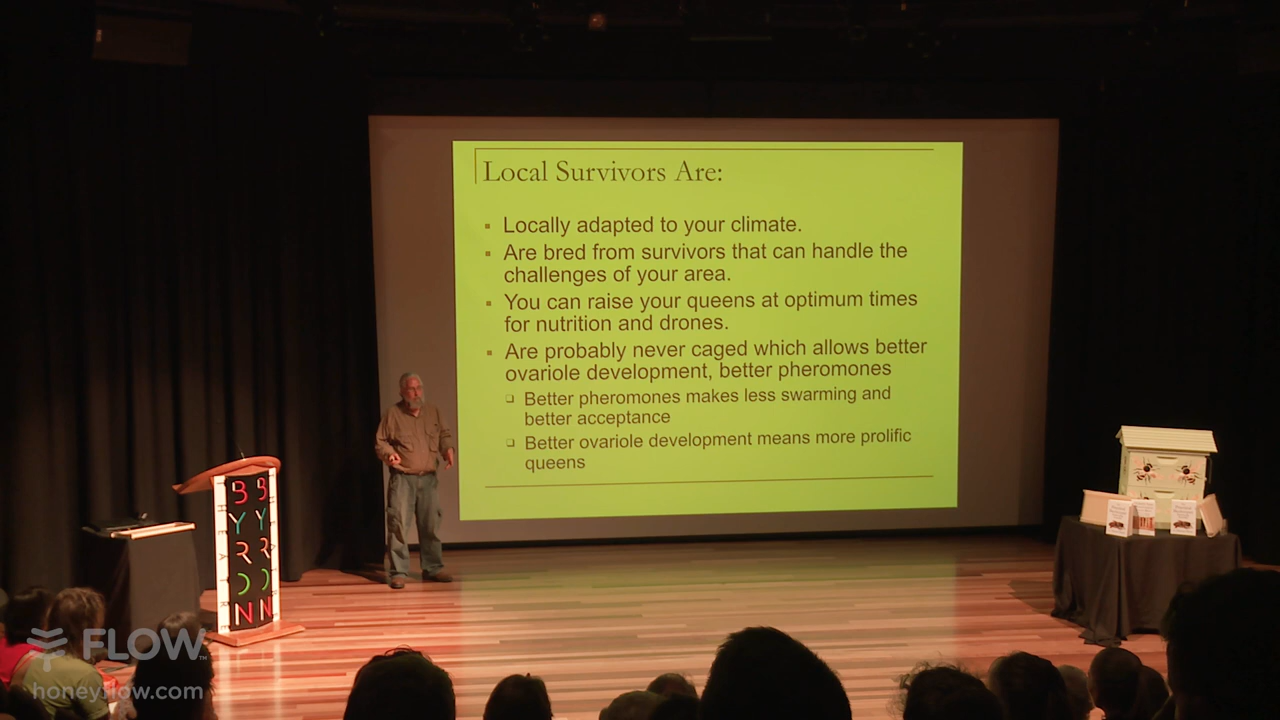 Local Survivors Are:
Locally adapted to your climate.
Are bred from survivors that can handle the
challenges of your area.
You can raise your queens at optimum times
for nutrition and drones.
Are probably never caged which allows better
ovariole development, better pheromones
Better pheromones makes less swarming and
better acceptance
Better ovariole development means more prolific
queens
BYRON
BYRON
THEATRE
FLOW™
honeyflow.com